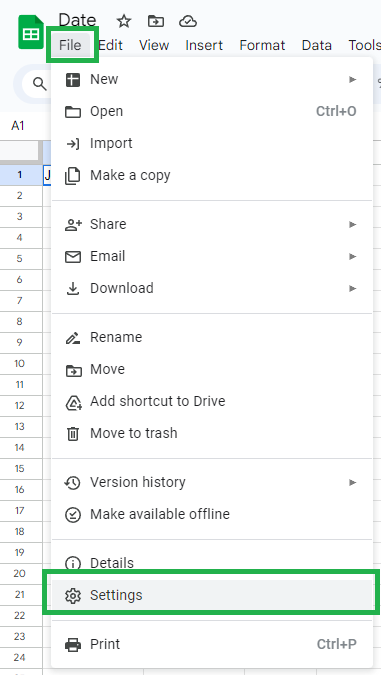 Date
File Edit View Insert Format Data Tools
A1
New
Open Ctrl+O
Import
Make a copy
Share
Email
Download
Rename
Move
Add shortcut to Drive
Move to trash
Version history
Make available offline
Details
Settings
Print Ctrl+P
1 J
2
3
4
5
6
7
8
9
10
11
12
13
14
15
16
17
18
19
20
21
22
23
24